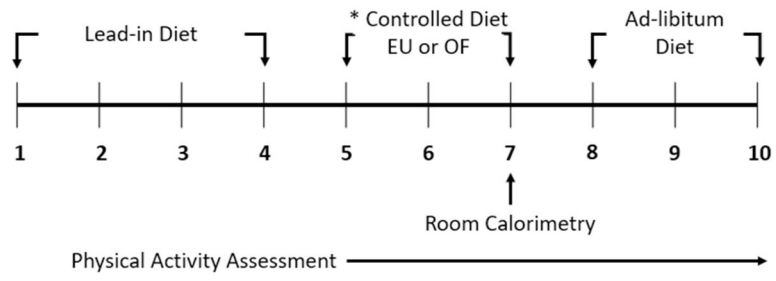 Lead-in Diet
* Controlled Diet
EU or OF
Ad-libitum
Diet
1 2 3 4 5 6 7 8 9 10
Room Calorimetry
Physical Activity Assessment